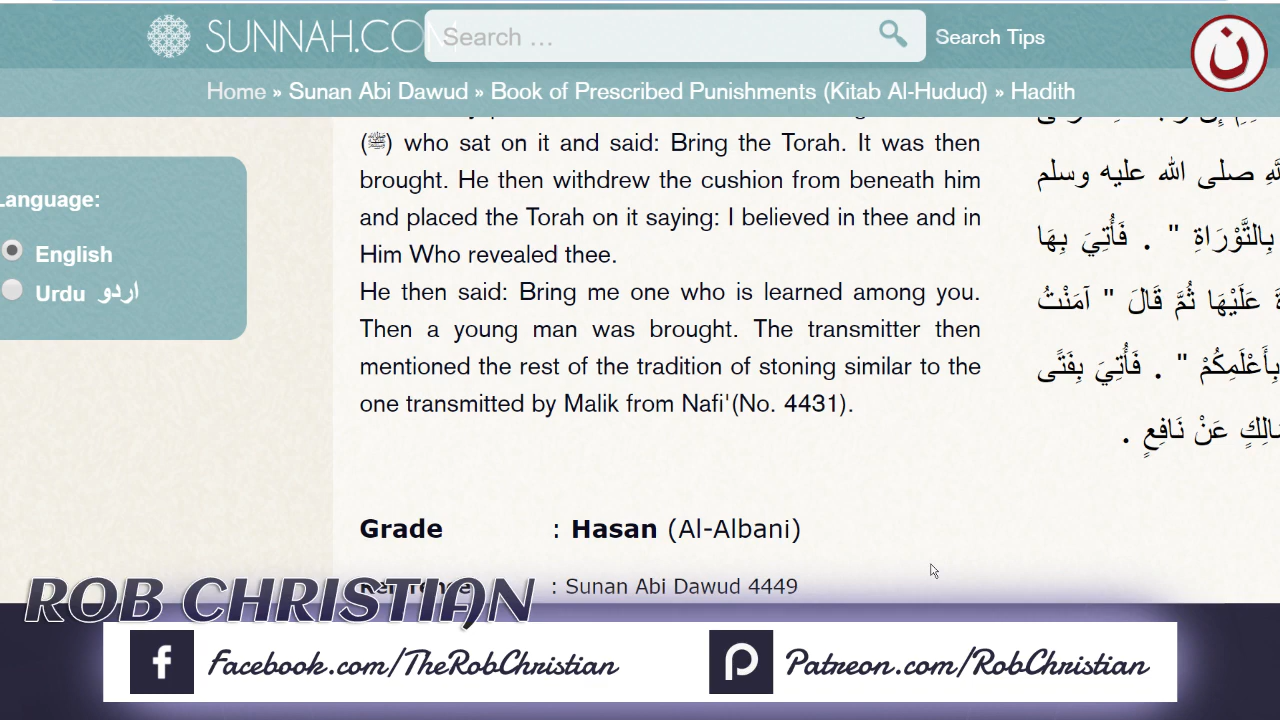 SUNNAH.COM
Search ...
Search Tips
ن
Home » Sunan Abi Dawud » Book of Prescribed Punishments (Kitab Al-Hudud) » Hadith
(ﷺ) who sat on it and said: Bring the Torah. It was then
brought. He then withdrew the cushion from beneath him
and placed the Torah on it saying: I believed in thee and in
Him Who revealed thee.
He then said: Bring me one who is learned among you.
Then a young man was brought. The transmitter then
mentioned the rest of the tradition of stoning similar to the
one transmitted by Malik from Nafi'(No. 4431).
صلى الله عليه وسلم
بِالتَّوْرَاةِ " . فَأُتِيَ بِهَا
عَلَيْهَا ثُمَّ قَالَ " آمَنْتُ
بِأَعْلَمِكُمْ " . فَأُتِيَ بِفَتًى
عَنْ نَافِعٍ .
Language:
English
Urdu اردو
Grade : Hasan (Al-Albani)
Reference : Sunan Abi Dawud 4449
ROB CHRISTIAN
Facebook.com/TheRobChristian
Patreon.com/RobChristian